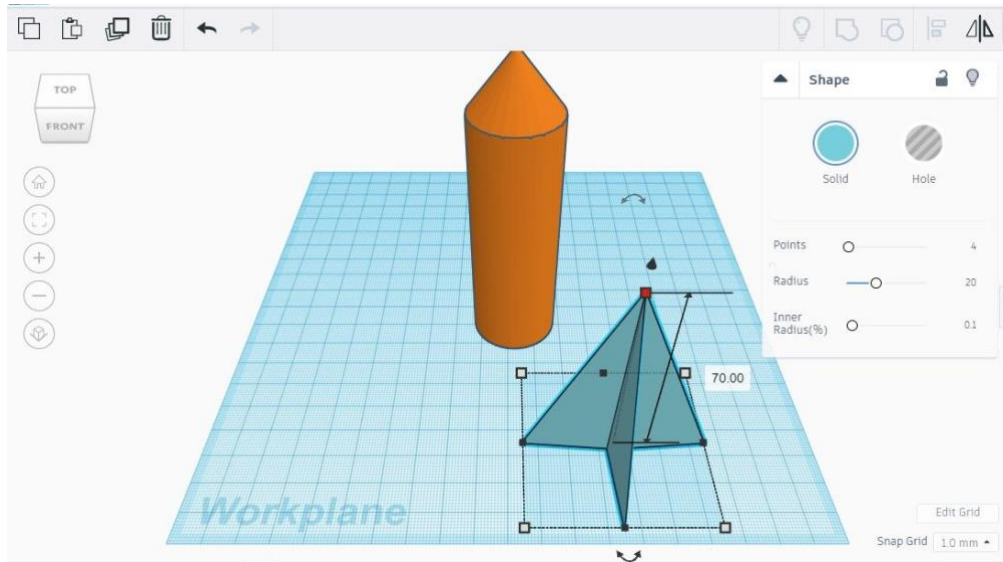 TOP
FRONT
Shape
Solid
Hole
Points 4
Radius 20
Inner
Radius(%) 0.1
70.00
Workplane
Edit Grid
Snap Grid 1.0 mm